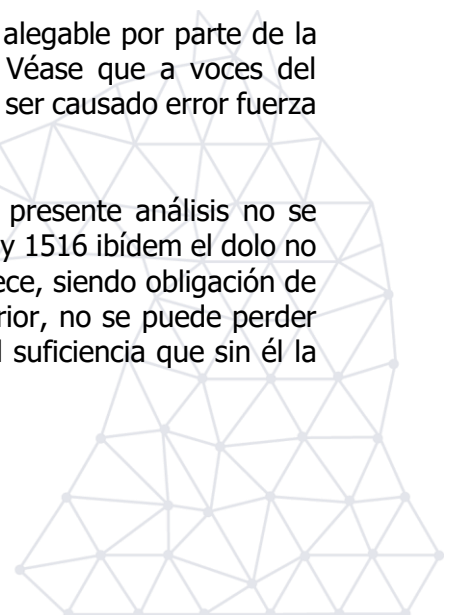 alegable por parte de la
Véase que a voces del
ser causado error fuerza
presente análisis no se
y 1516 ibídem el dolo no
ece, siendo obligación de
rior, no se puede perder
l suficiencia que sin él la